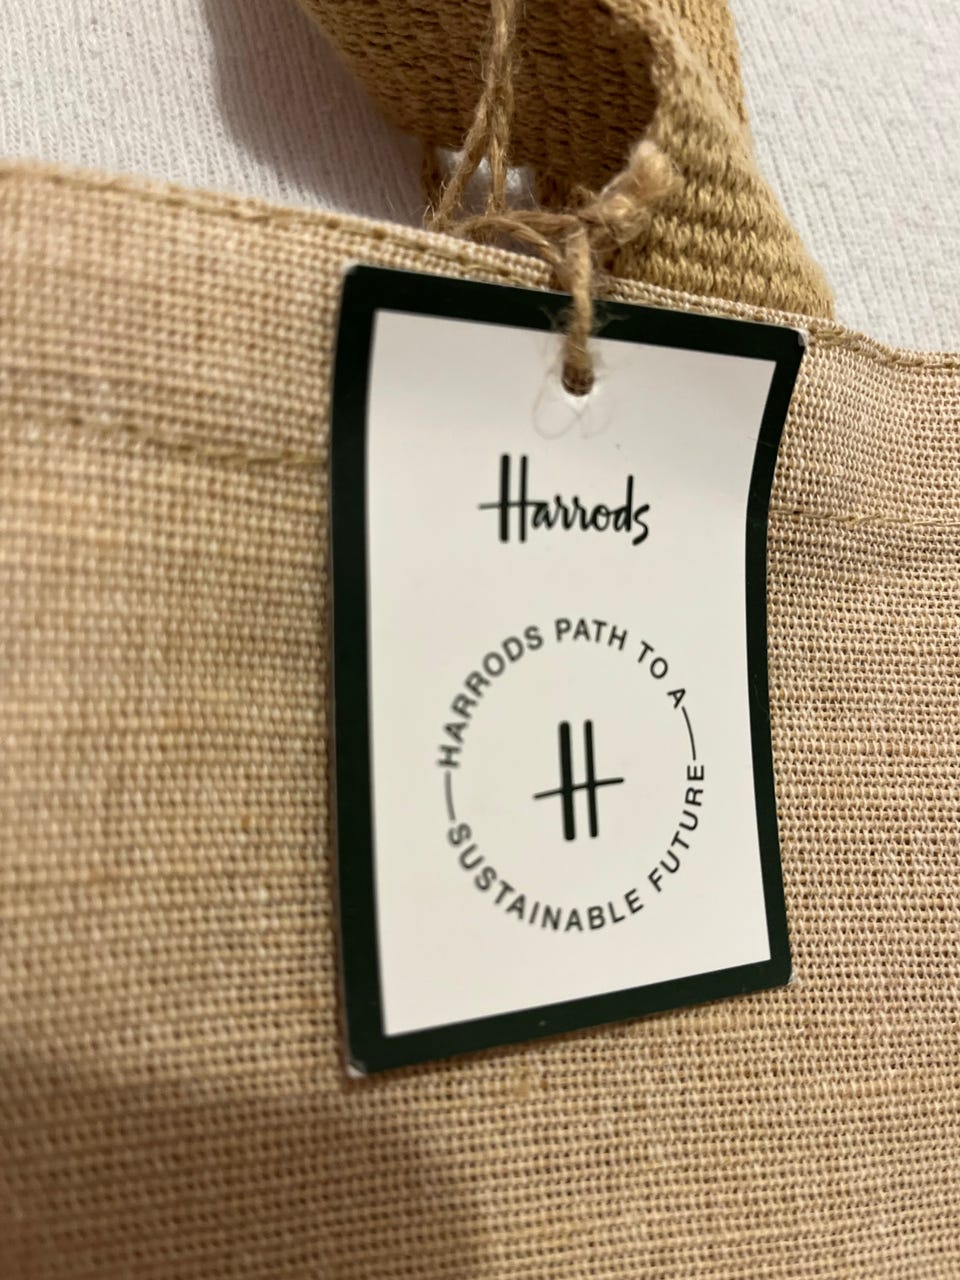 Harrods
HARRODS PATH TO A
H
SUSTAINABLE FUTURE